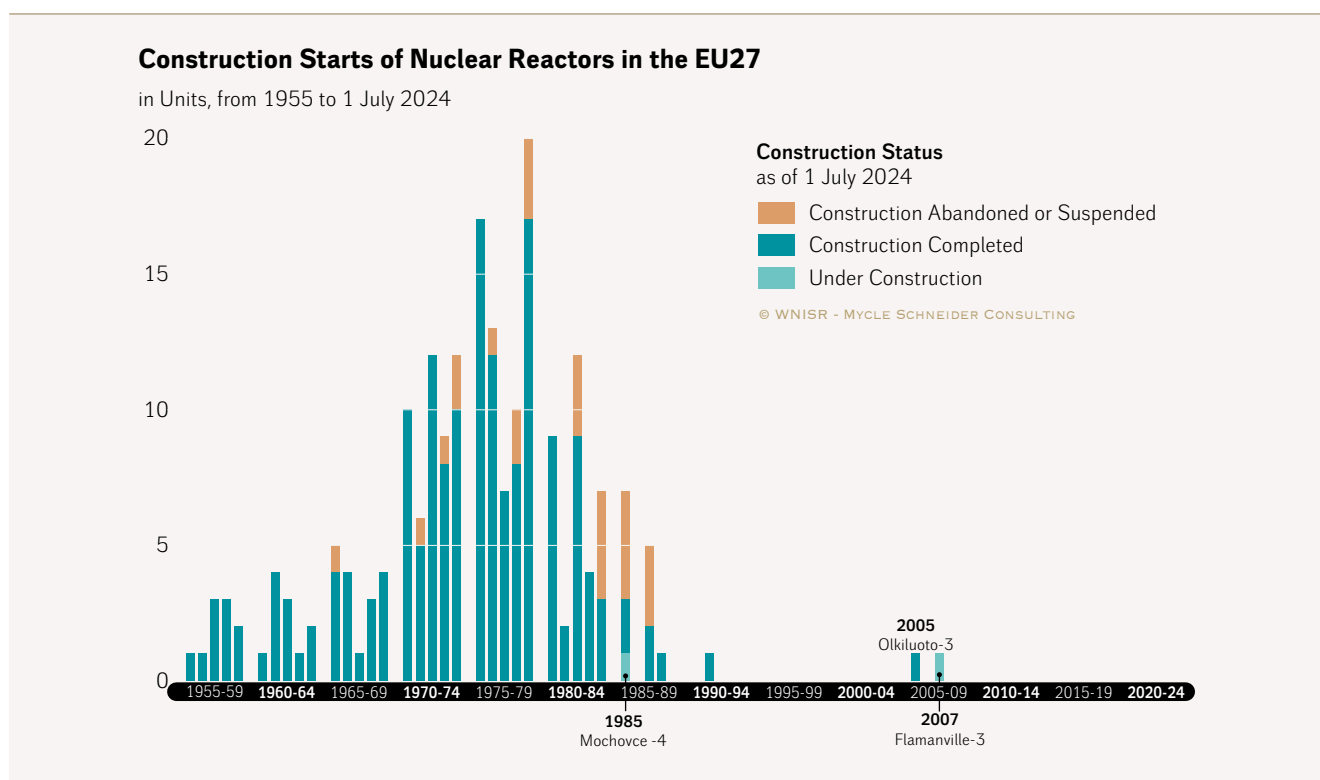 Construction Starts of Nuclear Reactors in the EU27
in Units, from 1955 to 1 July 2024
Construction Status
as of 1 July 2024
Construction Abandoned or Suspended
Construction Completed
Under Construction
© WNISR - Mycle Schneider Consulting
20
15
10
5
0
2005
Olkiluoto-3
1955-59 1960-64 1965-69 1970-74 1975-79 1980-84 1985-89 1990-94 1995-99 2000-04 2005-09 2010-14 2015-19 2020-24
1985
Mochovce -4
2007
Flamanville-3